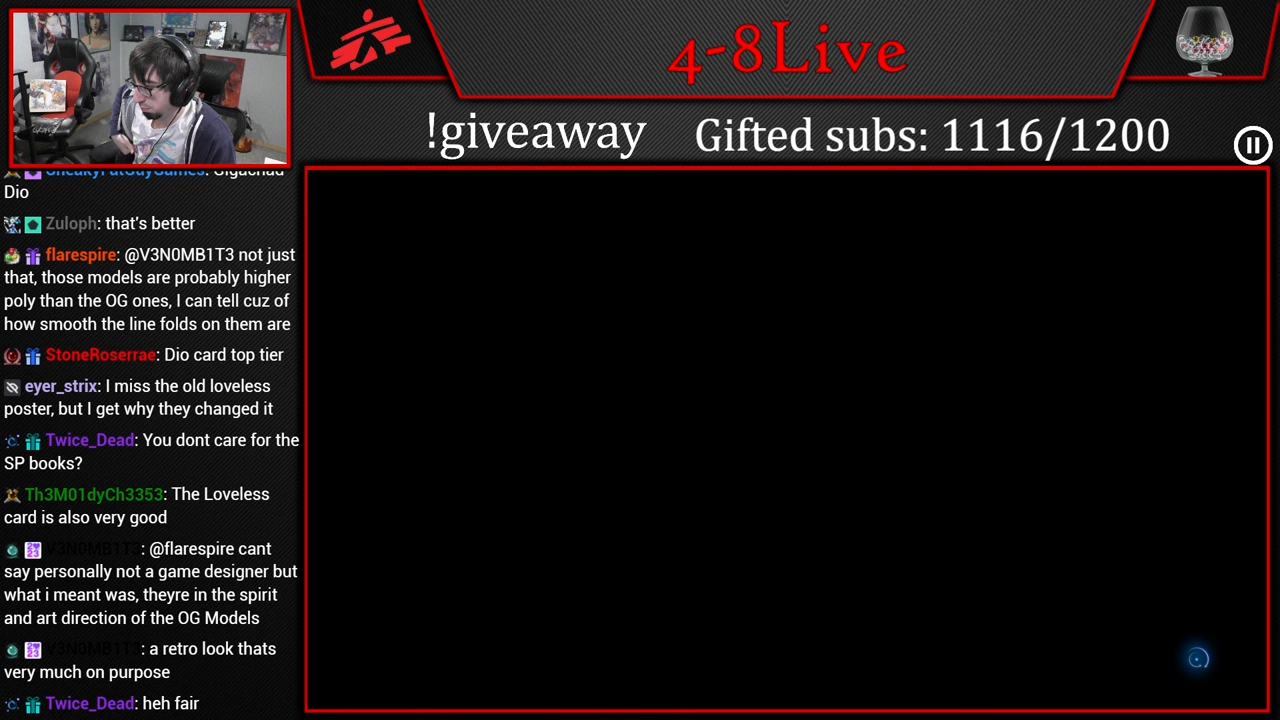 4-8Live
!giveaway
Gifted subs: 1116/1200
SneakyFatGuyGames: Gigachad
Dio
Zuloph: that's better
flarespire: @V3N0MB1T3 not just
that, those models are probably higher
poly than the OG ones, I can tell cuz of
how smooth the line folds on them are
StoneRoserrae: Dio card top tier
eyer_strix: I miss the old loveless
poster, but I get why they changed it
Twice_Dead: You dont care for the
SP books?
Th3M01dyCh3353: The Loveless
card is also very good
V3N0MB1T3: @flarespire cant
say personally not a game designer but
what i meant was, theyre in the spirit
and art direction of the OG Models
V3N0MB1T3: a retro look thats
very much on purpose
Twice_Dead: heh fair